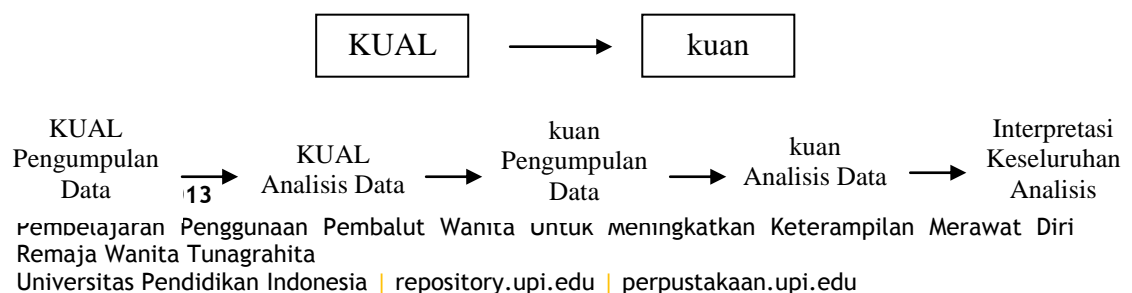 KUAL
kuan
KUAL
Pengumpulan
Data
KUAL
Analisis Data
kuan
Pengumpulan
Data
kuan
Analisis Data
Interpretasi
Keseluruhan
Analisis
13
Pembelajaran Penggunaan Pembalut Wanita Untuk Meningkatkan Keterampilan Merawat Diri
Remaja Wanita Tunagrahita
Universitas Pendidikan Indonesia | repository.upi.edu | perpustakaan.upi.edu